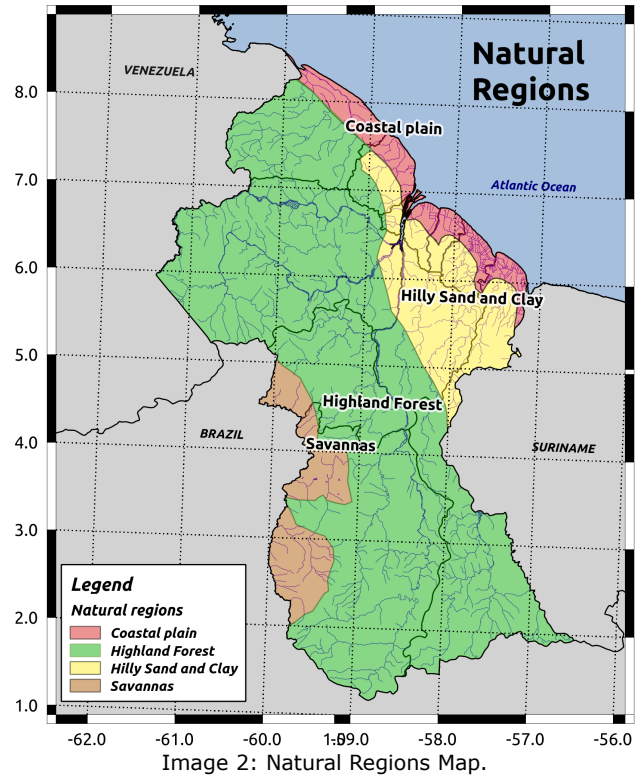 Natural
Regions
VENEZUELA
8.0
Coastal plain
7.0
Atlantic Ocean
6.0
Hilly Sand and Clay
5.0
Highland Forest
4.0
BRAZIL
Savannas
SURINAME
3.0
Legend
Natural regions
2.0
Coastal plain
Highland Forest
Hilly Sand and Clay
Savannas
1.0
-62.0 -61.0 -60.0 -58.0 -57.0 -56.0
Image 2: Natural Regions Map.